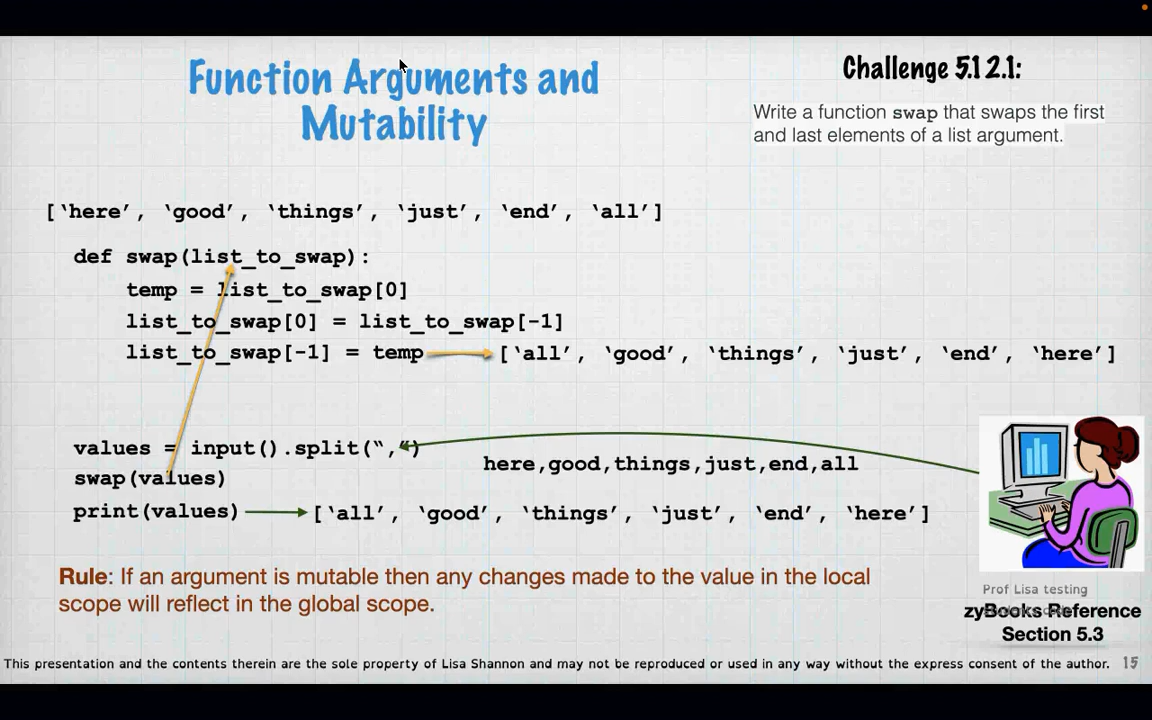 Function Arguments and
Mutability
Challenge 5.12.1:
Write a function swap that swaps the first
and last elements of a list argument.
[‘here’, ‘good’, ‘things’, ‘just’, ‘end’, ‘all’]
def swap(list_to_swap):
temp = list_to_swap[0]
list_to_swap[0] = list_to_swap[-1]
list_to_swap[-1] = temp
[‘all’, ‘good’, ‘things’, ‘just’, ‘end’, ‘here’]
values = input().split(“,“)
here,good,things,just,end,all
swap(values)
print(values)
[‘all’, ‘good’, ‘things’, ‘just’, ‘end’, ‘here’]
Rule: If an argument is mutable then any changes made to the value in the local
scope will reflect in the global scope.
Prof Lisa testing
zyBooks Reference
Section 5.3
This presentation and the contents therein are the sole property of Lisa Shannon and may not be reproduced or used in any way without the express consent of the author.
15